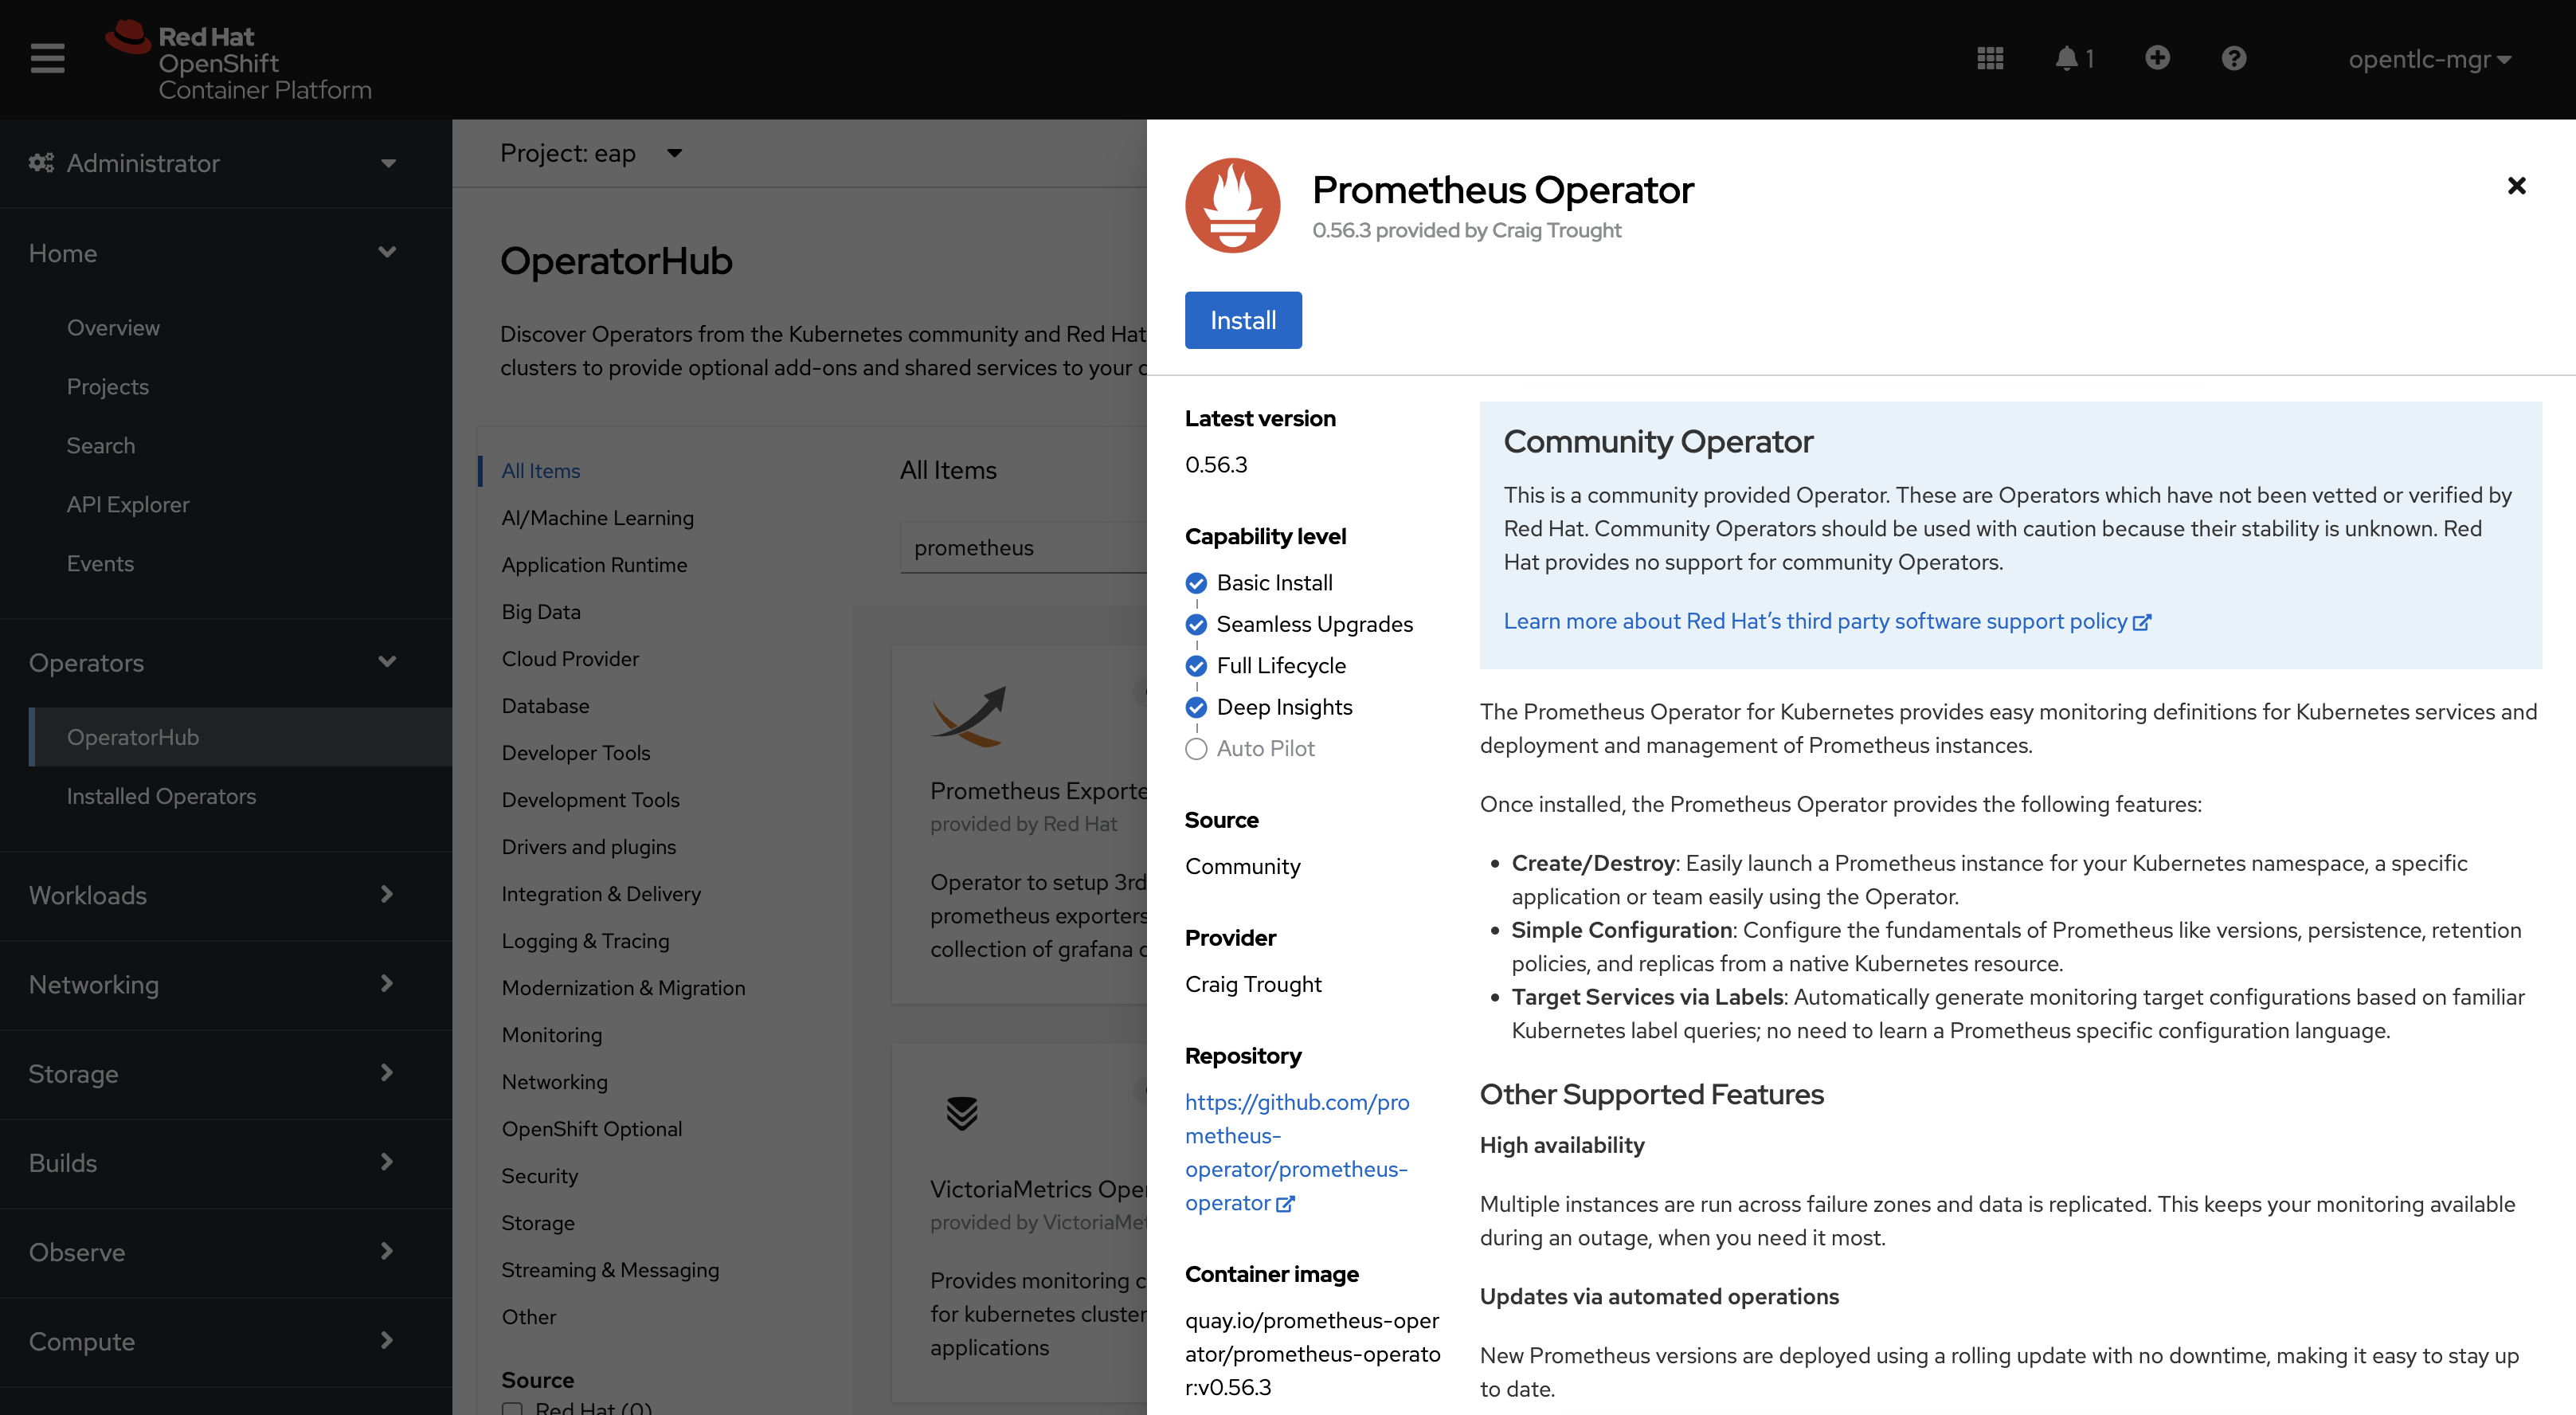 Red Hat
OpenShift
Container Platform
1
opentlc-mgr
Administrator
Home
Overview
Projects
Search
API Explorer
Events
Operators
OperatorHub
Installed Operators
Workloads
Networking
Storage
Builds
Observe
Compute
Project: eap
OperatorHub
Discover Operators from the Kubernetes community and Red Hat
clusters to provide optional add-ons and shared services to your
All Items
AI/Machine Learning
Application Runtime
Big Data
Cloud Provider
Database
Developer Tools
Development Tools
Drivers and plugins
Integration & Delivery
Logging & Tracing
Modernization & Migration
Monitoring
Networking
OpenShift Optional
Security
Storage
Streaming & Messaging
Other
Source
Red Hat (0)
All Items
prometheus
Prometheus Exporte
provided by Red Hat
Operator to setup 3rd
prometheus exporters
collection of grafana
VictoriaMetrics Ope
provided by VictoriaMet
Provides monitoring c
for kubernetes cluster
applications
Prometheus Operator
0.56.3 provided by Craig Trought
Install
Latest version
0.56.3
Capability level
Basic Install
Seamless Upgrades
Full Lifecycle
Deep Insights
Auto Pilot
Source
Community
Provider
Craig Trought
Repository
https://github.com/pro
metheus-
operator/prometheus-
operator
Container image
quay.io/prometheus-oper
ator/prometheus-operato
r:v0.56.3
Community Operator
This is a community provided Operator. These are Operators which have not been vetted or verified by
Red Hat. Community Operators should be used with caution because their stability is unknown. Red
Hat provides no support for community Operators.
Learn more about Red Hat’s third party software support policy
The Prometheus Operator for Kubernetes provides easy monitoring definitions for Kubernetes services and
deployment and management of Prometheus instances.
Once installed, the Prometheus Operator provides the following features:
• Create/Destroy: Easily launch a Prometheus instance for your Kubernetes namespace, a specific
application or team easily using the Operator.
• Simple Configuration: Configure the fundamentals of Prometheus like versions, persistence, retention
policies, and replicas from a native Kubernetes resource.
• Target Services via Labels: Automatically generate monitoring target configurations based on familiar
Kubernetes label queries; no need to learn a Prometheus specific configuration language.
Other Supported Features
High availability
Multiple instances are run across failure zones and data is replicated. This keeps your monitoring available
during an outage, when you need it most.
Updates via automated operations
New Prometheus versions are deployed using a rolling update with no downtime, making it easy to stay up
to date.